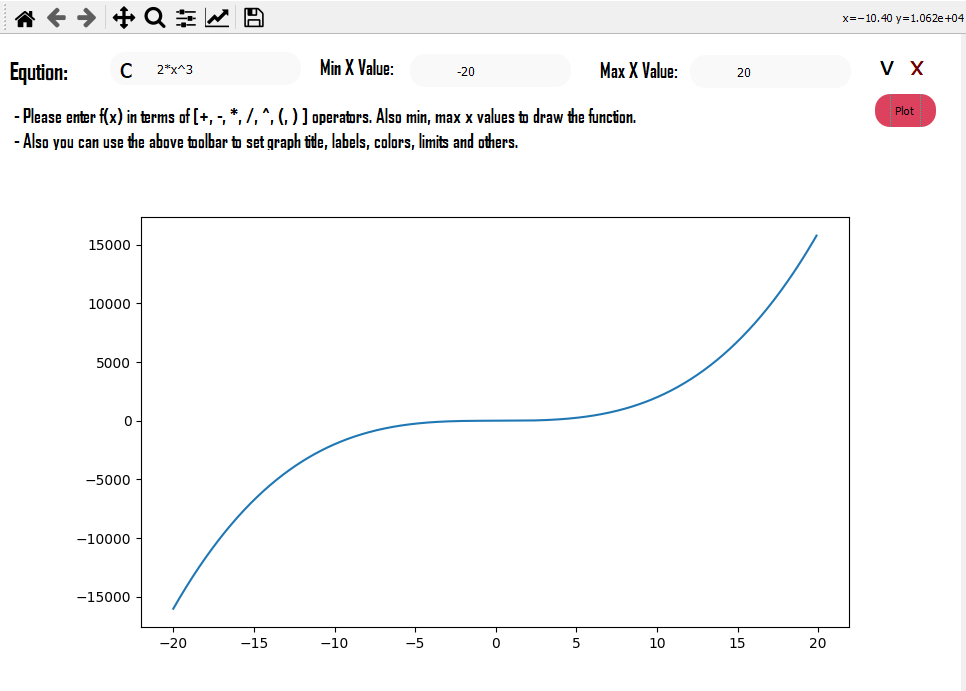 x=−10.40 y=1.062e+04
Eqution: C 2*x^3 Min X Value: -20 Max X Value: 20 V X
Plot
- Please enter f(x) in terms of [+, -, *, /, ^, (, ) ] operators. Also min, max x values to draw the function.
- Also you can use the above toolbar to set graph title, labels, colors, limits and others.
15000
10000
5000
0
−5000
−10000
−15000
−20 −15 −10 −5 0 5 10 15 20